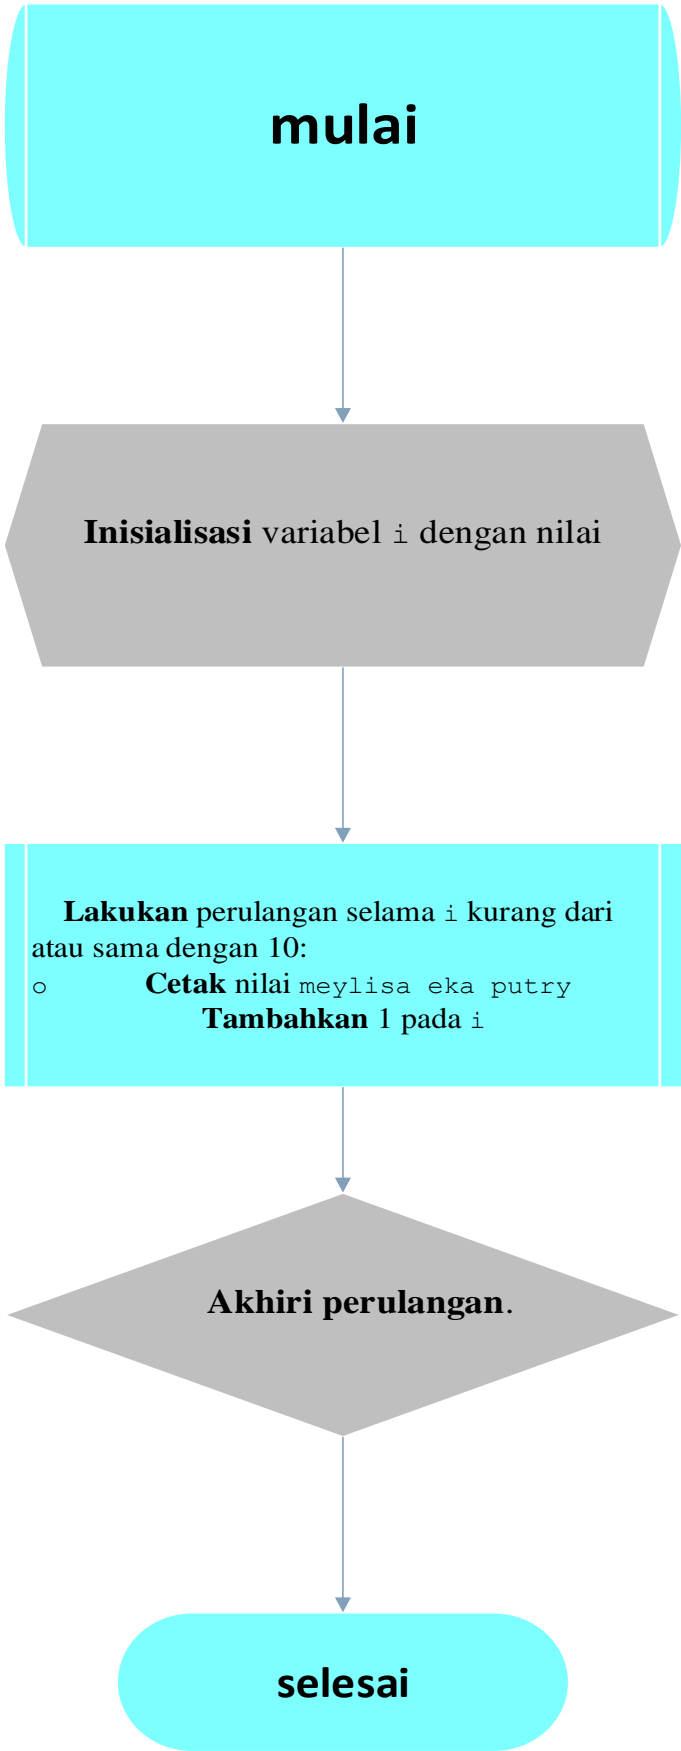 mulai
Inisialisasi variabel i dengan nilai
Lakukan perulangan selama i kurang dari
atau sama dengan 10:
o Cetak nilai meylisa eka putry
Tambahkan 1 pada i
Akhiri perulangan.
selesai